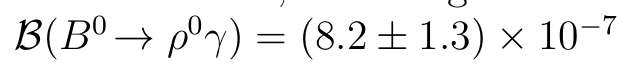 ℬ(B⁰ → ρ⁰γ) = (8.2 ± 1.3) × 10⁻⁷